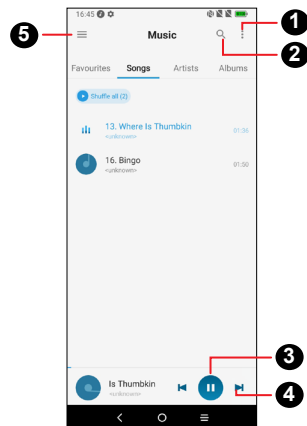 16:45
1
5
Music
2
Favourites Songs Artists Albums
Shuffle all (2)
13. Where Is Thumbkin
<unknown>
01:36
16. Bingo
<unknown>
01:50
3
Is Thumbkin
<unknown>
4